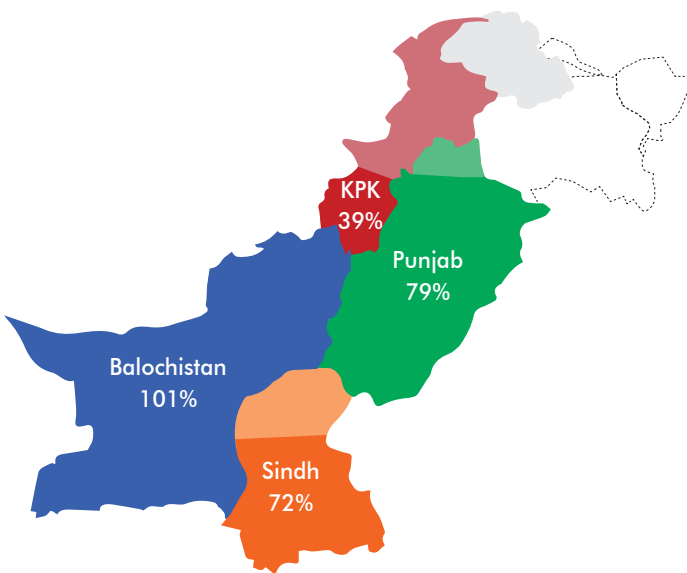 KPK
39%
Punjab
79%
Balochistan
101%
Sindh
72%